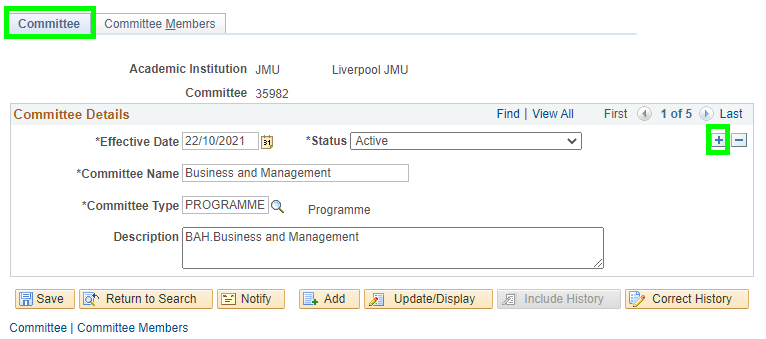 Committee Committee Members
Academic Institution JMU Liverpool JMU
Committee 35982
Committee Details Find | View All First 1 of 5 Last
*Effective Date 22/10/2021 31 *Status Active + −
*Committee Name Business and Management
*Committee Type PROGRAMME Programme
Description BAH.Business and Management
Save Return to Search Notify Add Update/Display Include History Correct History
Committee | Committee Members